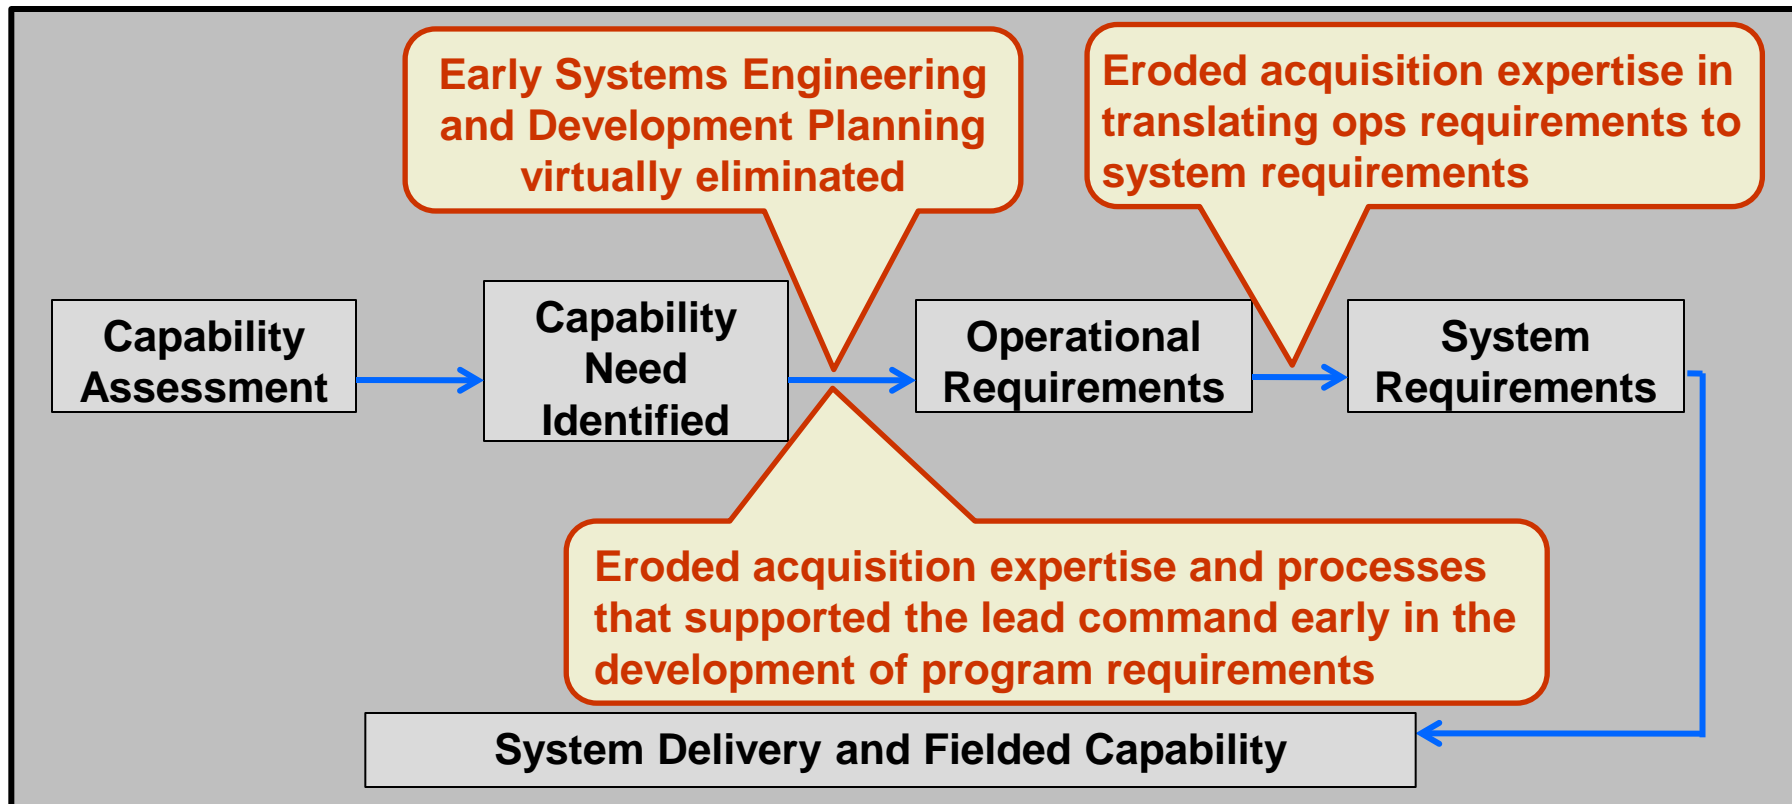 Early Systems Engineering
and Development Planning
virtually eliminated
Eroded acquisition expertise in
translating ops requirements to
system requirements
Capability
Assessment
Capability
Need
Identified
Operational
Requirements
System
Requirements
Eroded acquisition expertise and processes
that supported the lead command early in the
development of program requirements
System Delivery and Fielded Capability